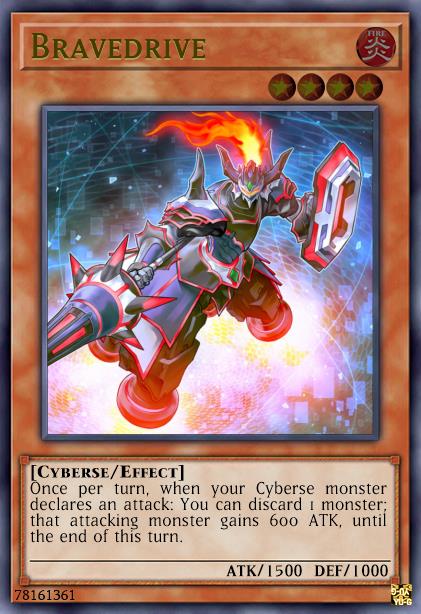 Bravedrive
FIRE
炎
[Cyberse/Effect]
Once per turn, when your Cyberse monster
declares an attack: You can discard 1 monster;
that attacking monster gains 600 ATK, until
the end of this turn.
ATK/1500 DEF/1000
78161361